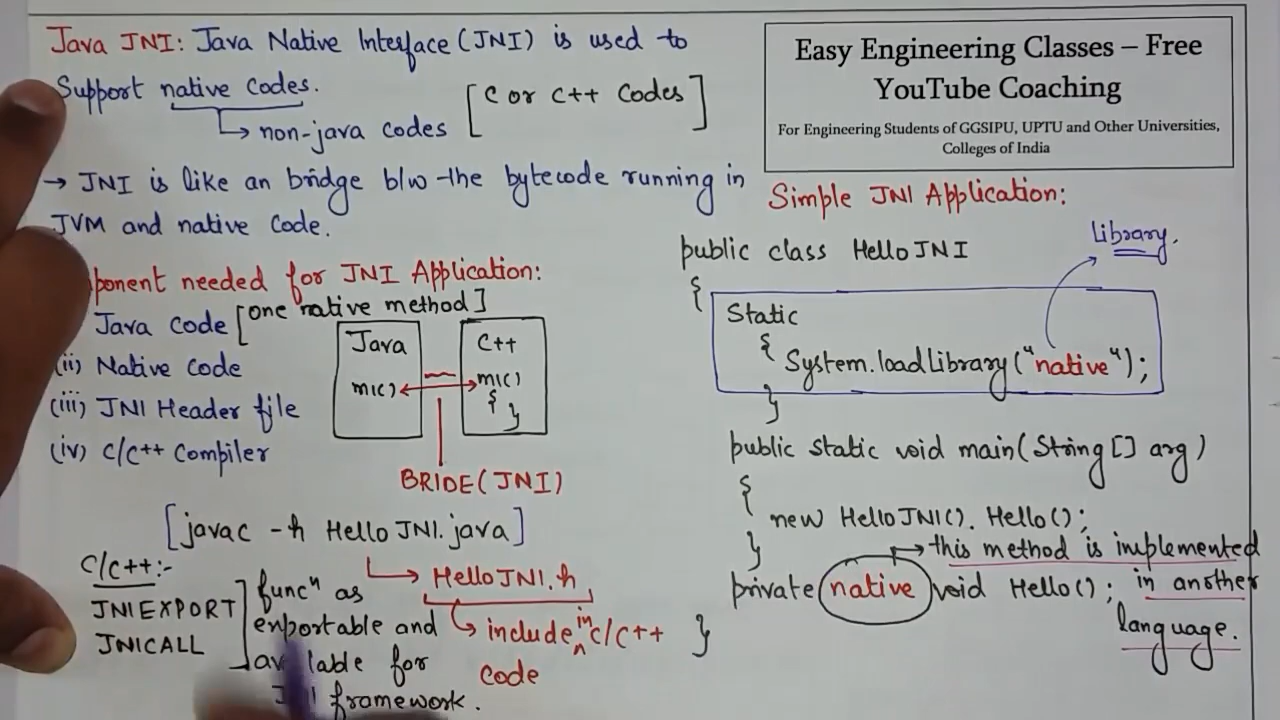 Java JNI: Java Native Interface (JNI) is used to
Support native codes.
[C or C++ Codes]
non-java codes
→ JNI is like an bridge b/w the bytecode running in
JVM and native code.
ponent needed for JNI Application:
Java code [one native method]
(ii) Native code
(iii) JNI Header file
(iv) C/C++ Compiler
Java
m1()
C++
m1()
{
}
BRIDE(JNI)
[javac -h HelloJNI.java]
HelloJNI.h
include in C/C++
code
C/C++:-
JNIEXPORT
JNICALL
funcⁿ as
exportable and
available for
framework.
Easy Engineering Classes – Free
YouTube Coaching
For Engineering Students of GGSIPU, UPTU and Other Universities,
Colleges of India
Simple JNI Application:
Library.
public class HelloJNI
{
Static
{
System.loadLibrary("native");
}
public static void main(String[] arg)
{
new HelloJNI().Hello();
}
→ this method is implemented
private native void Hello(); in another
language.
}